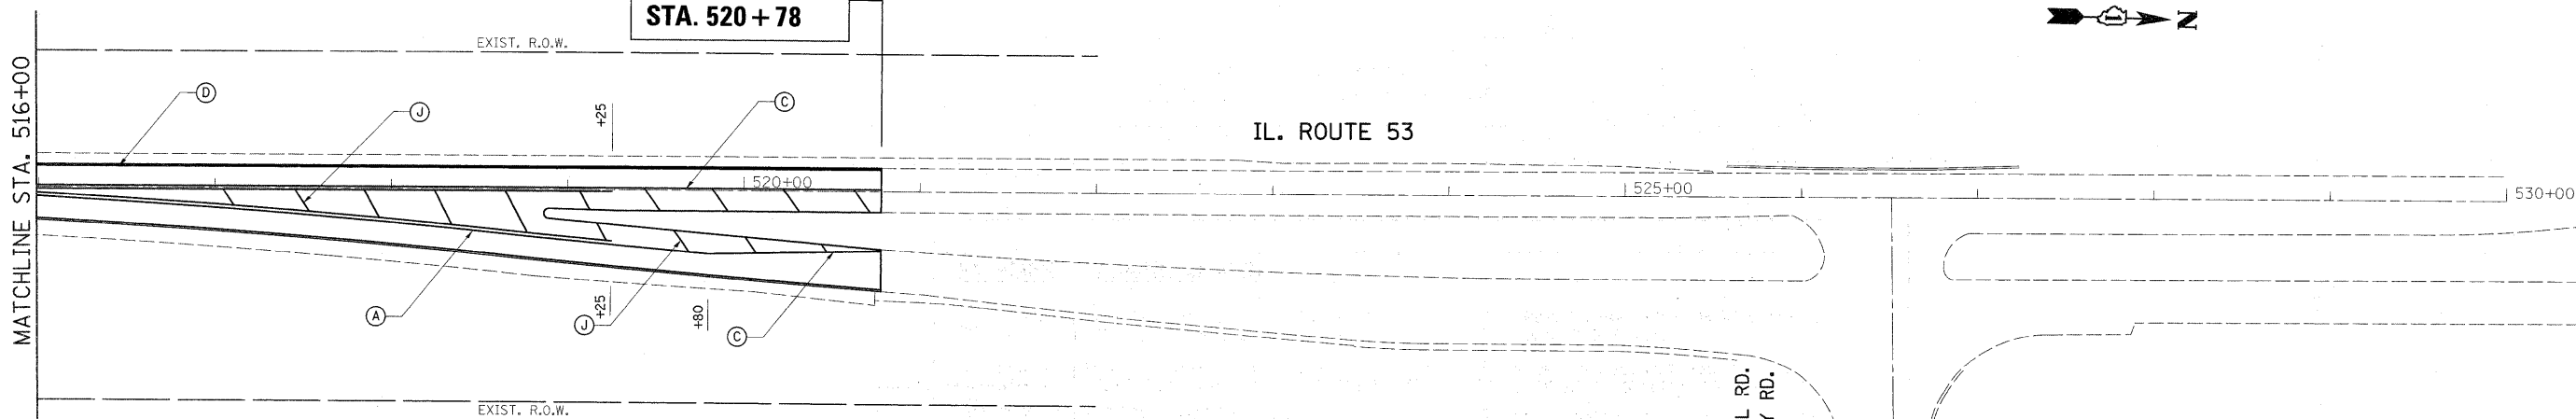 STA. 520+78
N
EXIST. R.O.W.
MATCHLINE STA. 516+00
D
J
+25
C
IL. ROUTE 53
520+00
525+00
530+00
A
+25
J
+80
C
L RD.
Y RD.
EXIST. R.O.W.